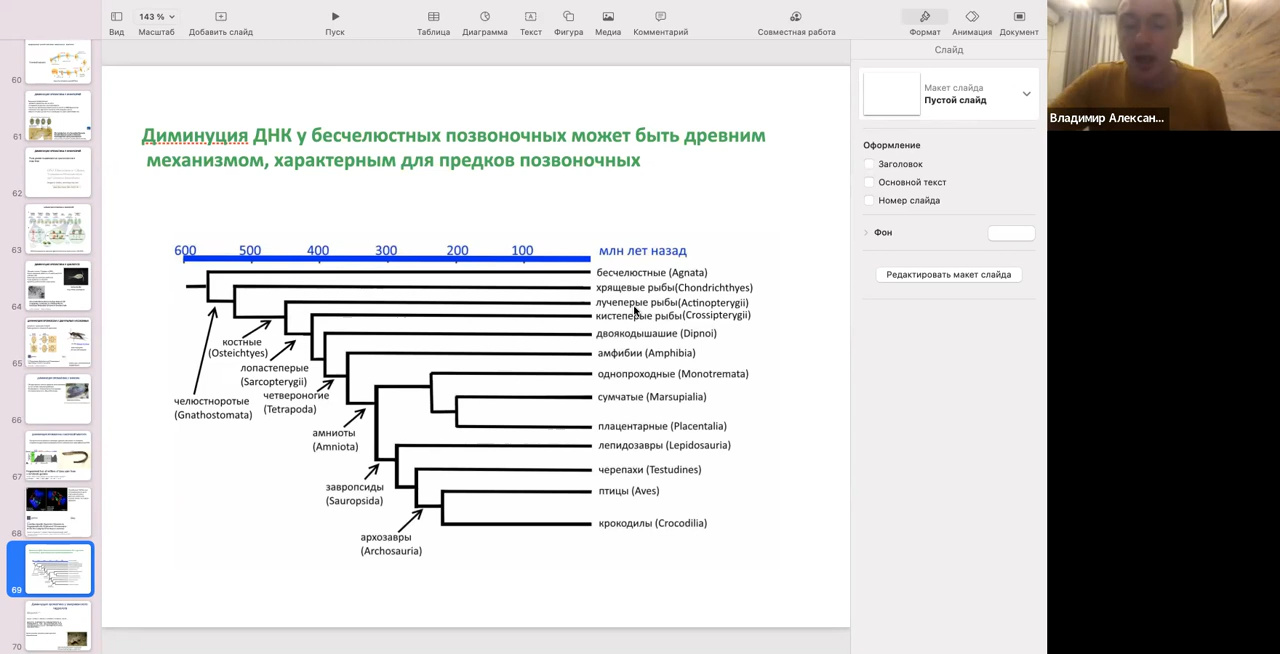 143 %
Вид
Масштаб
Добавить слайд
Пуск
Таблица
Диаграмма
Текст
Фигура
Медиа
Комментарий
Совместная работа
Формат
Анимация
Документ
Слайд
Макет слайда
Пустой слайд
Оформление
Заголовок
Основной текст
Номер слайда
Фон
Редактировать макет слайда
Владимир Алексан...
60
61
62
63
64
65
66
67
68
69
70
Диминуция ДНК у бесчелюстных позвоночных может быть древним
механизмом, характерным для предков позвоночных
600 500 400 300 200 100 млн лет назад
бесчелюстные (Agnata)
хрящевые рыбы(Chondrichthyes)
лучеперые рыбы(Actinopterygii)
кистеперые рыбы(Crossipterygii)
двоякодышашие (Dipnoi)
амфибии (Amphibia)
однопроходные (Monotremata)
сумчатые (Marsupialia)
плацентарные (Placentalia)
лепидозавры (Lepidosauria)
черепахи (Testudines)
птицы (Aves)
крокодилы (Crocodilia)
костные
(Osteichtyes)
лопастеперые
(Sarcopterygii)
четвероногие
(Tetrapoda)
челюстноротые
(Gnathostomata)
амниоты
(Amniota)
завропсиды
(Sauropsida)
архозавры
(Archosauria)